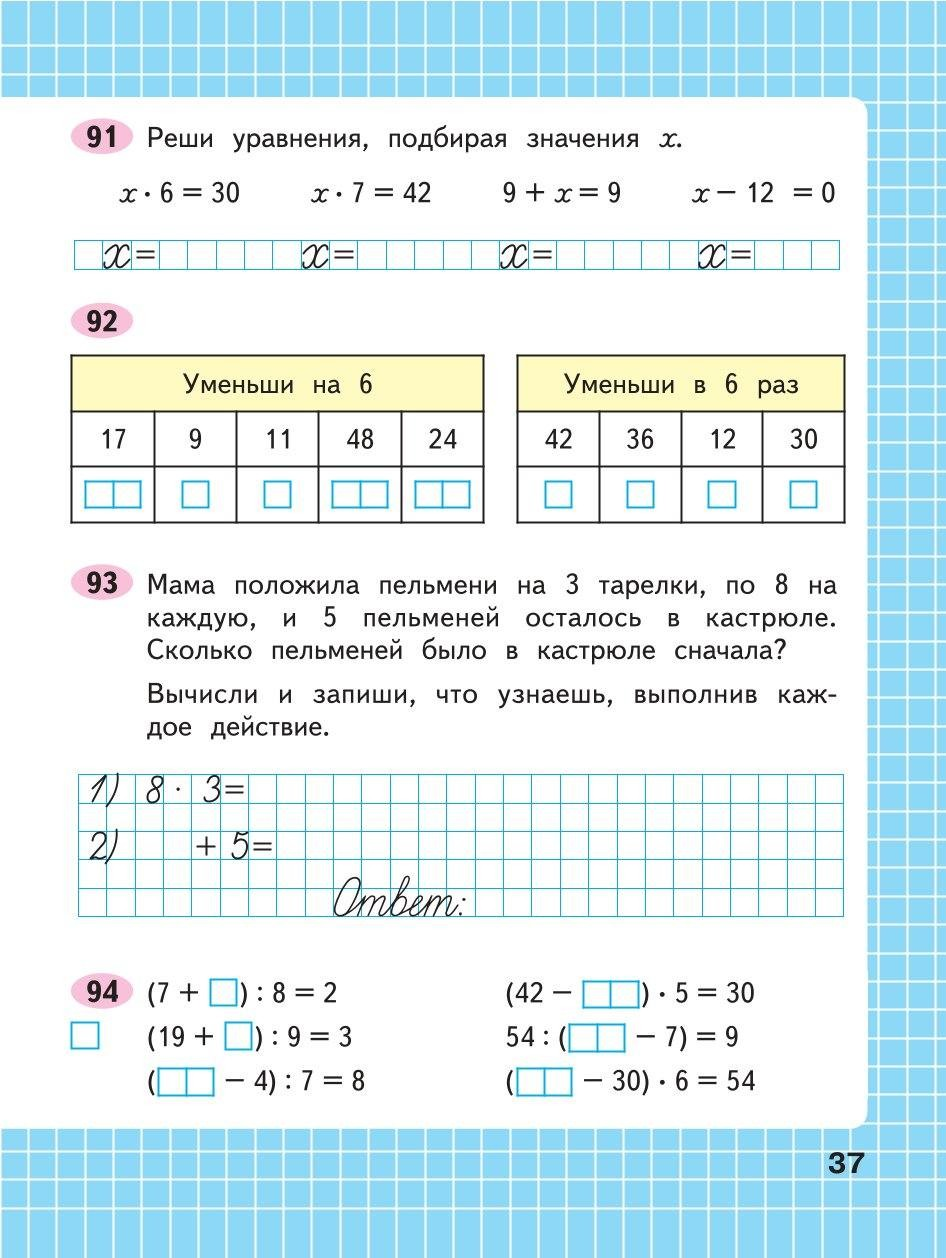 91 Реши уравнения, подбирая значения x.
x · 6 = 30 x · 7 = 42 9 + x = 9 x − 12 = 0
x= x= x= x=
92
Уменьши на 6 Уменьши в 6 раз
17 9 11 48 24 42 36 12 30
93 Мама положила пельмени на 3 тарелки, по 8 на
каждую, и 5 пельменей осталось в кастрюле.
Сколько пельменей было в кастрюле сначала?
Вычисли и запиши, что узнаешь, выполнив каж-
дое действие.
1) 8 · 3=
2) + 5=
Ответ:
94 (7 + □) : 8 = 2 (42 − □□) · 5 = 30
(19 + □) : 9 = 3 54 : (□□ − 7) = 9
(□□ − 4) : 7 = 8 (□□ − 30) · 6 = 54
37